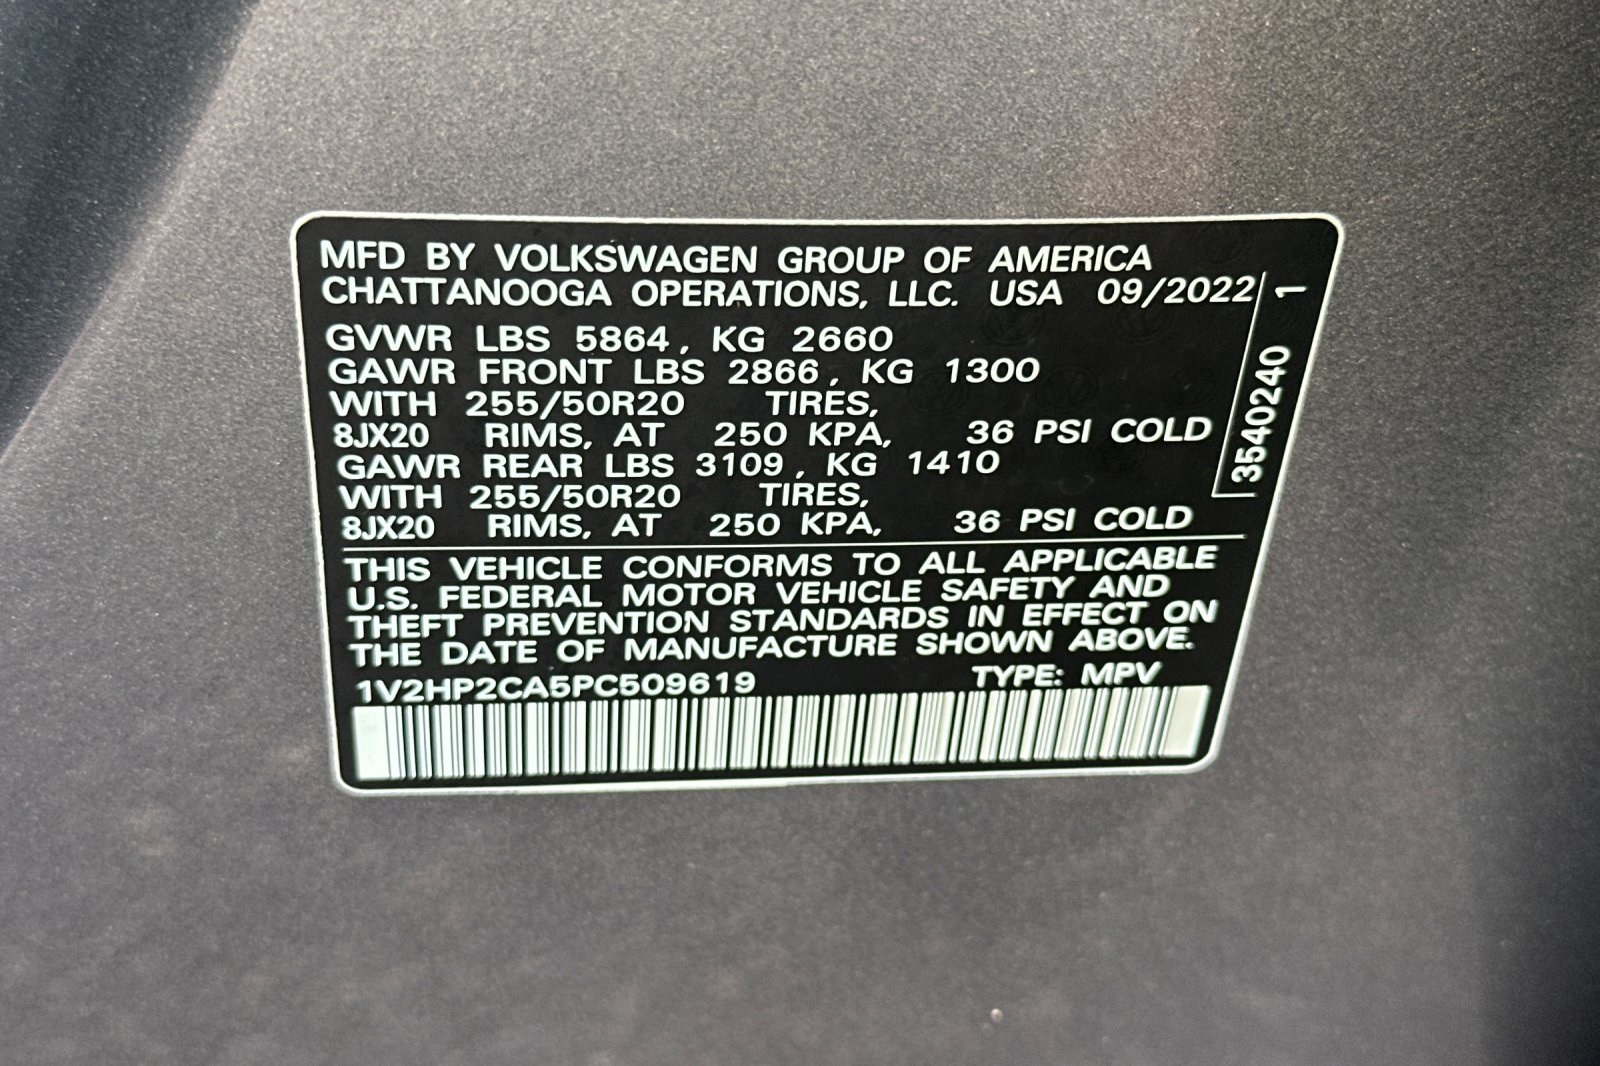 MFD BY VOLKSWAGEN GROUP OF AMERICA
CHATTANOOGA OPERATIONS, LLC. USA 09/2022
GVWR LBS 5864, KG 2660
GAWR FRONT LBS 2866, KG 1300
WITH 255/50R20 TIRES,
8JX20 RIMS, AT 250 KPA, 36 PSI COLD
GAWR REAR LBS 3109, KG 1410
WITH 255/50R20 TIRES,
8JX20 RIMS, AT 250 KPA, 36 PSI COLD
THIS VEHICLE CONFORMS TO ALL APPLICABLE
U.S. FEDERAL MOTOR VEHICLE SAFETY AND
THEFT PREVENTION STANDARDS IN EFFECT ON
THE DATE OF MANUFACTURE SHOWN ABOVE.
1V2HP2CA5PC509619 TYPE: MPV
3540240 1